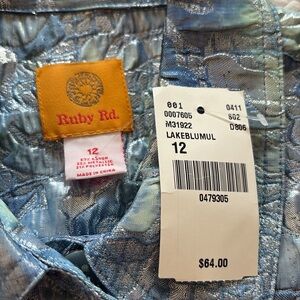 Ruby Rd.
12
MADE IN CHINA
001 0411
0007605 602
M31922 D806
LAKEBLUMUL
12
0479305
$64.00